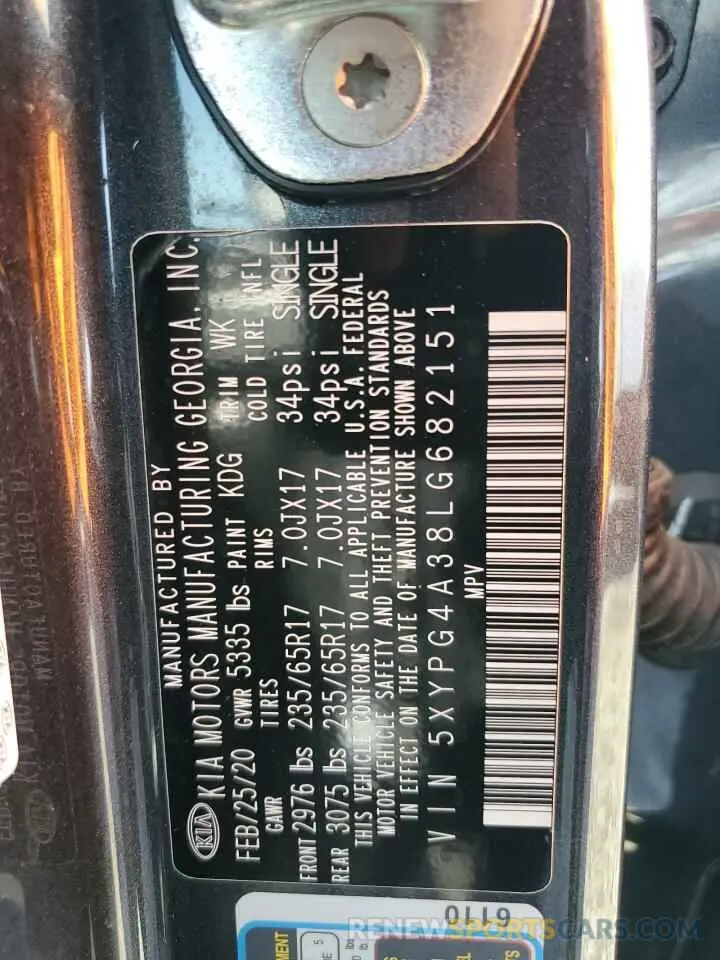 MANUFACTURED BY
KIA KIA MOTORS MANUFACTURING GEORGIA, INC.
FEB/25/20 GVWR 5335 lbs PAINT KDG TRIM WK
GAWR TIRES RIMS COLD TIRE INFL
FRONT 2976 lbs 235/65R17 7.0JX17 34psi SINGLE
REAR 3075 lbs 235/65R17 7.0JX17 34psi SINGLE
THIS VEHICLE CONFORMS TO ALL APPLICABLE U.S.A. FEDERAL
MOTOR VEHICLE SAFETY AND THEFT PREVENTION STANDARDS
IN EFFECT ON THE DATE OF MANUFACTURE SHOWN ABOVE
VIN 5XYPG4A38LG682151
MPV
6110
RENEWSPORTSCARS.COM